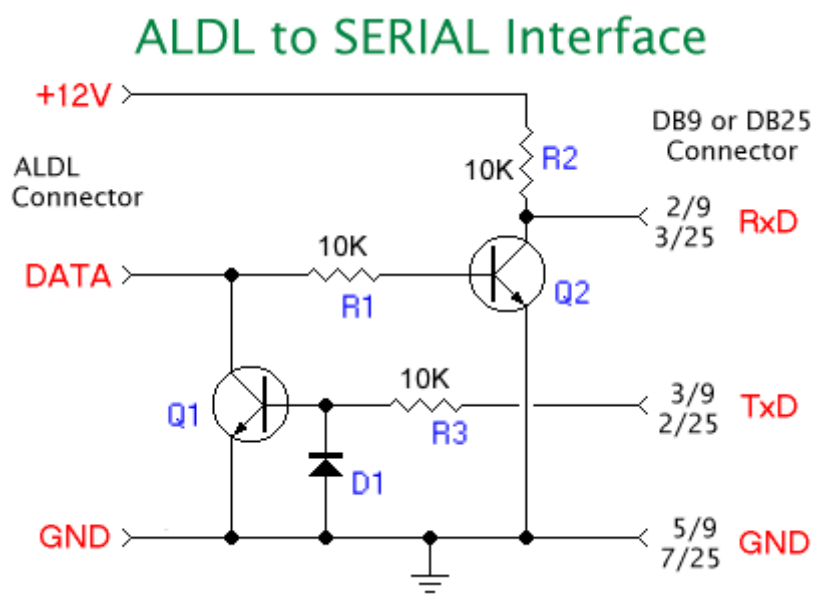 ALDL to SERIAL Interface
+12V
DB9 or DB25
Connector
10K
R2
ALDL
Connector
2/9
3/25
RxD
10K
DATA
R1
Q2
10K
3/9
2/25
TxD
Q1
R3
D1
GND
5/9
7/25
GND